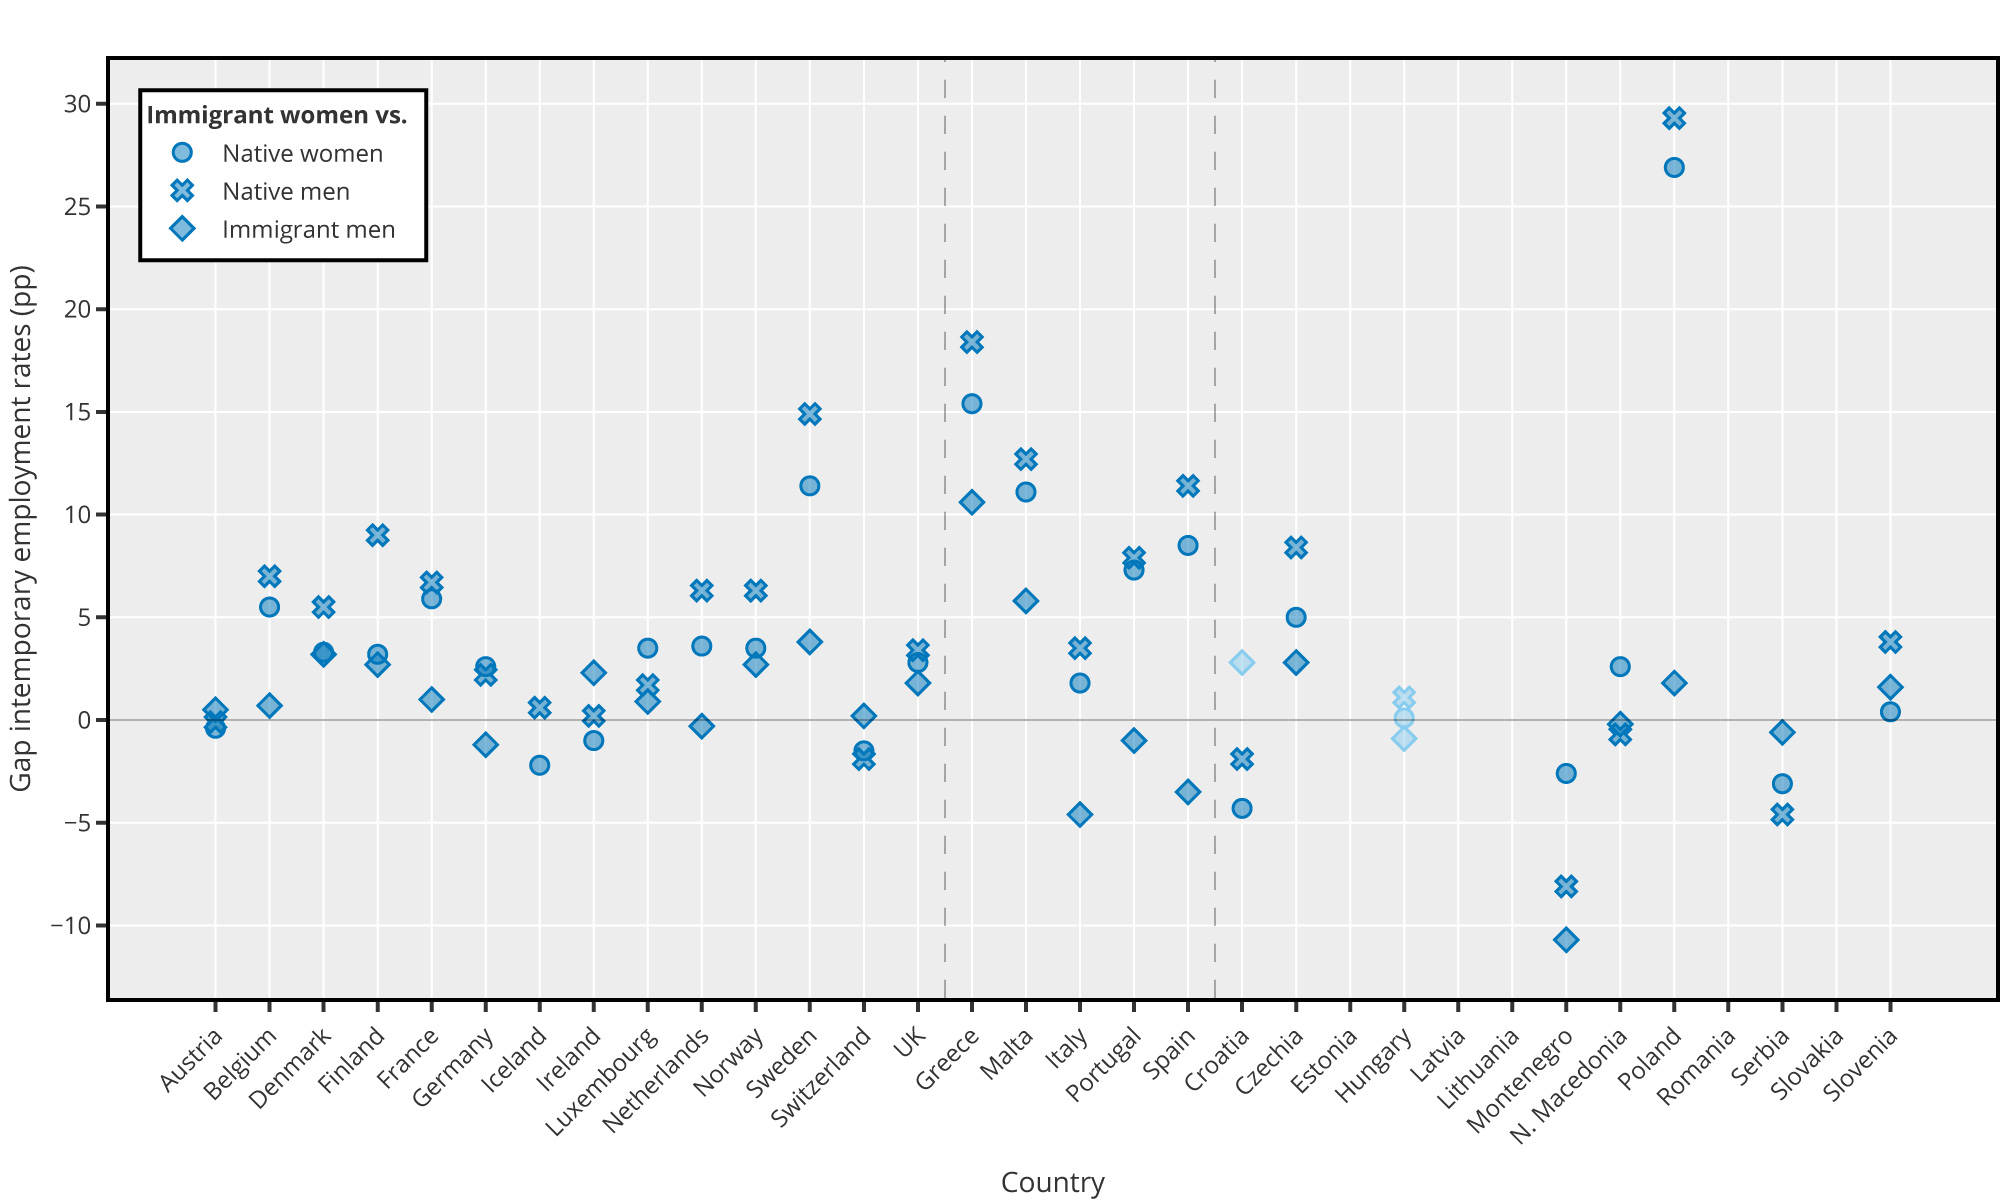 Immigrant women vs.
Native women
Native men
Immigrant men
Gap intemporary employment rates (pp)
30
25
20
15
10
5
0
−5
−10
Austria
Belgium
Denmark
Finland
France
Germany
Iceland
Ireland
Luxembourg
Netherlands
Norway
Sweden
Switzerland
UK
Greece
Malta
Italy
Portugal
Spain
Croatia
Czechia
Estonia
Hungary
Latvia
Lithuania
Montenegro
N. Macedonia
Poland
Romania
Serbia
Slovakia
Slovenia
Country